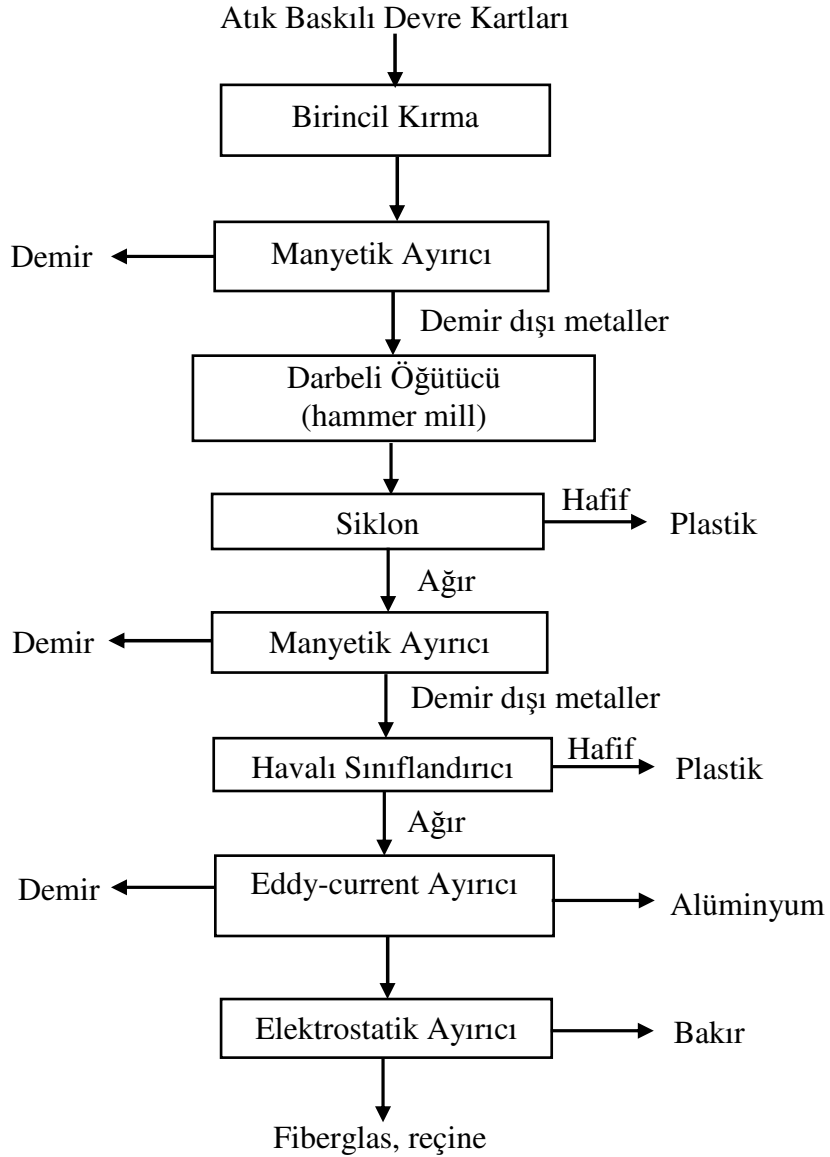 Atık Baskılı Devre Kartları
Birincil Kırma
Manyetik Ayırıcı
Demir
Demir dışı metaller
Darbeli Öğütücü
(hammer mill)
Hafif
Siklon
Plastik
Ağır
Demir
Manyetik Ayırıcı
Demir dışı metaller
Hafif
Havalı Sınıflandırıcı
Plastik
Ağır
Demir
Eddy-current Ayırıcı
Alüminyum
Elektrostatik Ayırıcı
Bakır
Fiberglas, reçine